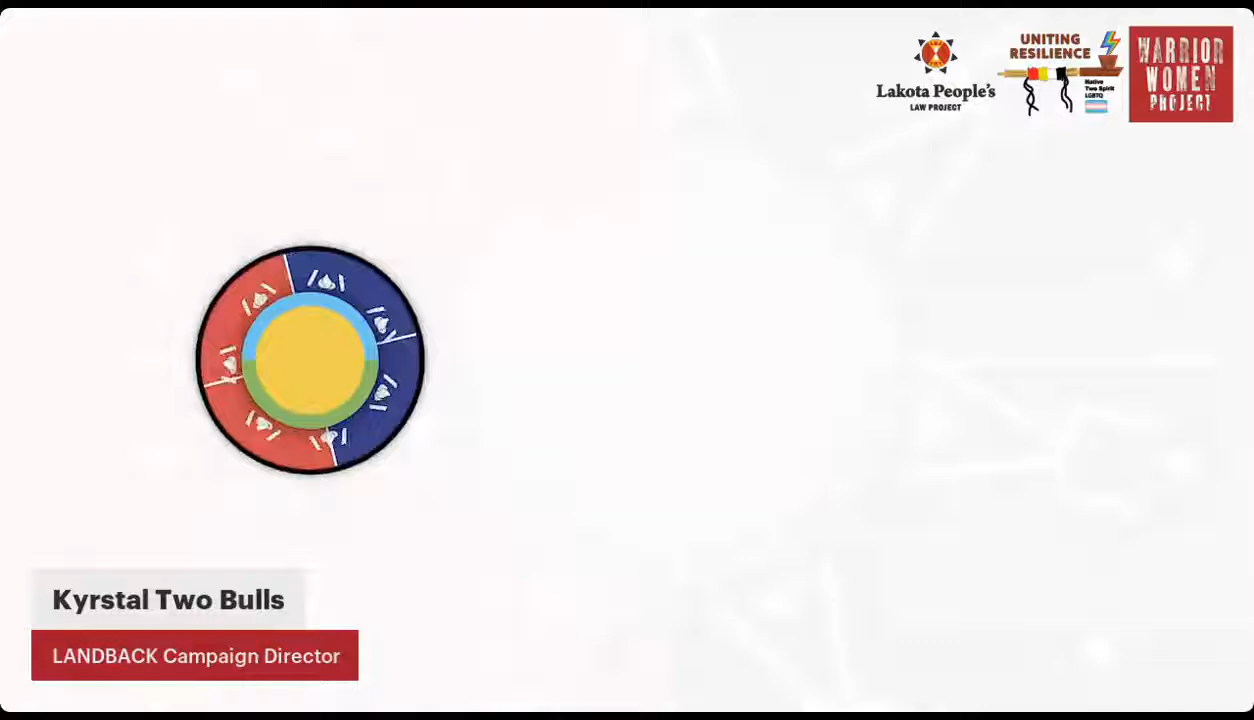 Lakota People's
LAW PROJECT
UNITING
RESILIENCE
Native
Two Spirit
LGBTQ
WARRIOR
WOMEN
PROJECT
Kyrstal Two Bulls
LANDBACK Campaign Director